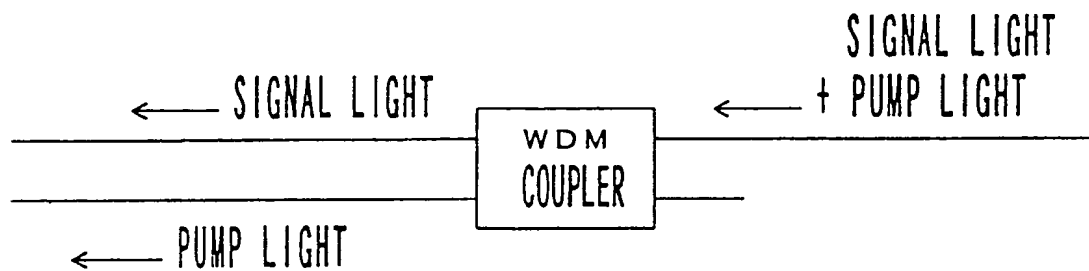 SIGNAL LIGHT
+ PUMP LIGHT
SIGNAL LIGHT
WDM
COUPLER
PUMP LIGHT